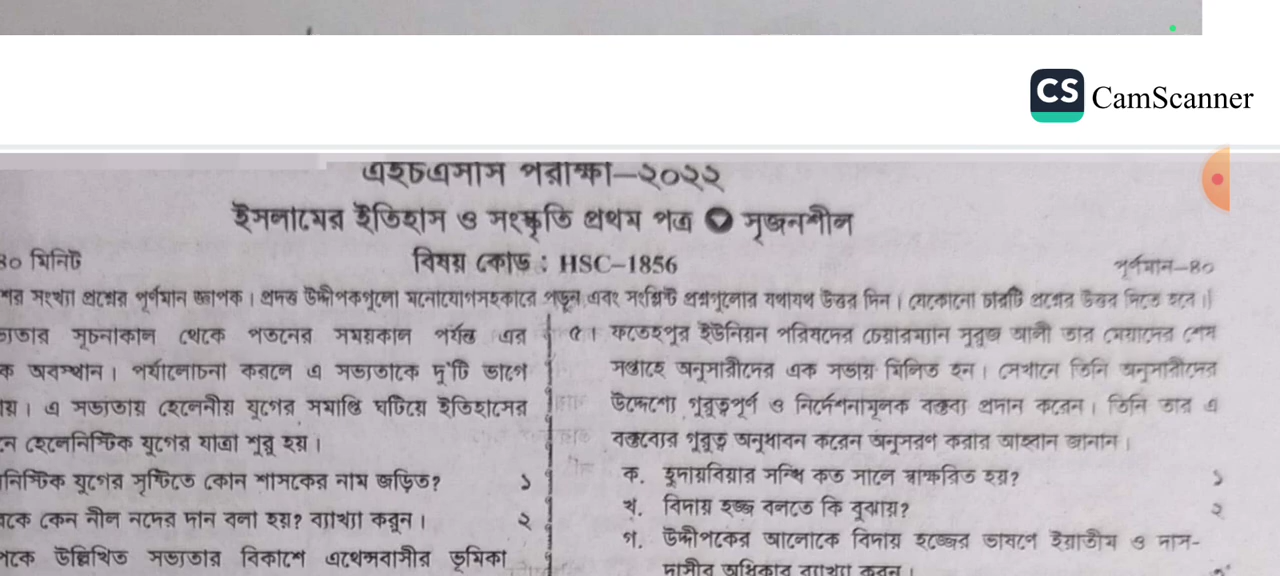 CS CamScanner
এইচএসসি পরীক্ষা—২০২২
ইসলামের ইতিহাস ও সংস্কৃতি প্রথম পত্র সৃজনশীল
৪০ মিনিট
বিষয় কোড : HSC–1856
পূর্ণমান—৪০
সংখ্যা প্রশ্নের পূর্ণমান জ্ঞাপক। প্রদত্ত উদ্দীপকগুলো মনোযোগসহকারে পড়ুন এবং সংশ্লিষ্ট প্রশ্নগুলোর যথাযথ উত্তর দিন। যেকোনো চারটি প্রশ্নের উত্তর দিতে হবে।
সূচনাকাল থেকে পতনের সময়কাল পর্যন্ত এর
ক অবস্থান। পর্যালোচনা করলে এ সভ্যতাকে দু'টি ভাগে
য়। এ সভ্যতায় হেলেনীয় যুগের সমাপ্তি ঘটিয়ে ইতিহাসের
নে হেলেনিস্টিক যুগের যাত্রা শুরু হয়।
নিস্টিক যুগের সৃষ্টিতে কোন শাসকের নাম জড়িত? ১
কে কেন নীল নদের দান বলা হয়? ব্যাখ্যা করুন। ২
পকে উল্লিখিত সভ্যতার বিকাশে এথেন্সবাসীর ভূমিকা
৫। ফতেহপুর ইউনিয়ন পরিষদের চেয়ারম্যান সুরুজ আলী তার মেয়াদের শেষ
সপ্তাহে অনুসারীদের এক সভায় মিলিত হন। সেখানে তিনি অনুসারীদের
উদ্দেশ্যে গুরুত্বপূর্ণ ও নির্দেশনামূলক বক্তব্য প্রদান করেন। তিনি তার এ
বক্তব্যের গুরুত্ব অনুধাবন করেন অনুসরণ করার আহ্বান জানান।
ক. হুদায়বিয়ার সন্ধি কত সালে স্বাক্ষরিত হয়? ১
খ. বিদায় হজ্জ বলতে কি বুঝায়? ২
গ. উদ্দীপকের আলোকে বিদায় হজ্জের ভাষণে ইয়াতীম ও দাস-
দাসীর অধিকার ব্যাখ্যা করুন।